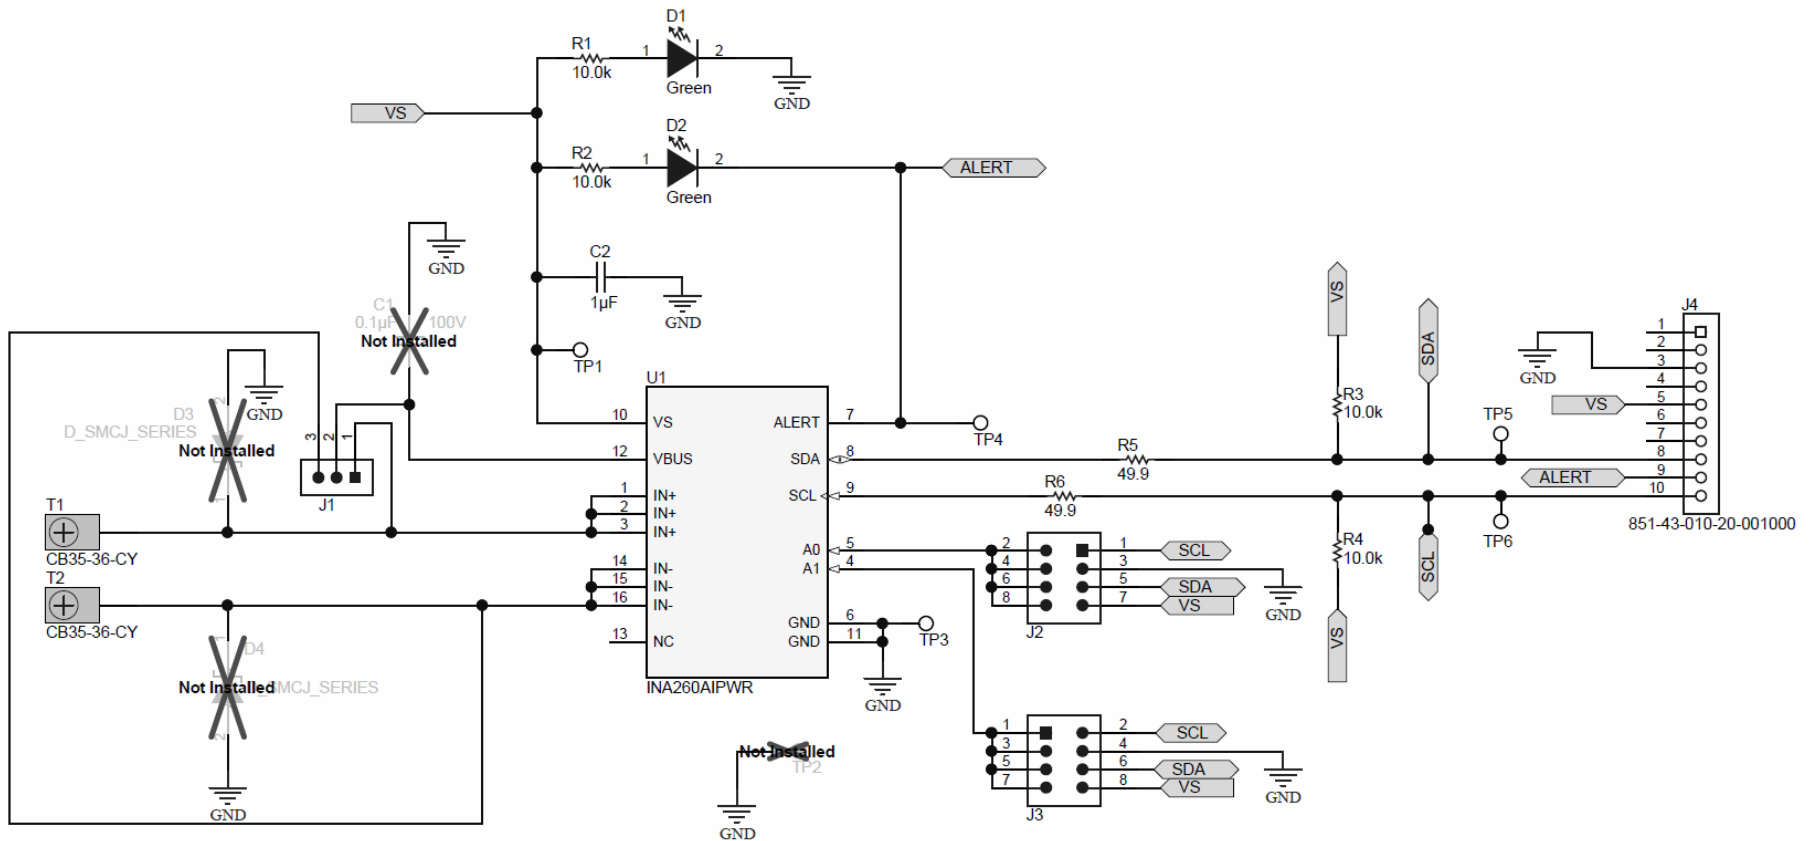 D1
R1
1
2
10.0k
Green
GND
VS
D2
R2
1
2
ALERT
10.0k
Green
GND
C2
1µF
GND
C1
0.1µF
100V
Not Installed
TP1
VS
SDA
J4
1
2
3
4
5
6
7
8
9
10
GND
VS
ALERT
851-43-010-20-001000
D3
D_SMCJ_SERIES
2
1
Not Installed
GND
3
2
1
J1
U1
10
VS
12
VBUS
1
IN+
2
IN+
3
IN+
14
IN-
15
IN-
16
IN-
13
NC
ALERT
7
SDA
8
SCL
9
A0
5
A1
4
GND
6
GND
11
INA260AIPWR
TP4
R3
10.0k
TP5
R5
49.9
R6
49.9
TP6
R4
10.0k
SCL
VS
T1
CB35-36-CY
T2
CB35-36-CY
TP3
GND
2
4
6
8
1
3
5
7
SCL
SDA
VS
GND
J2
1
D4
Not Installed
SMCJ_SERIES
2
GND
Not Installed
TP2
GND
1
3
5
7
2
4
6
8
SCL
SDA
VS
GND
J3